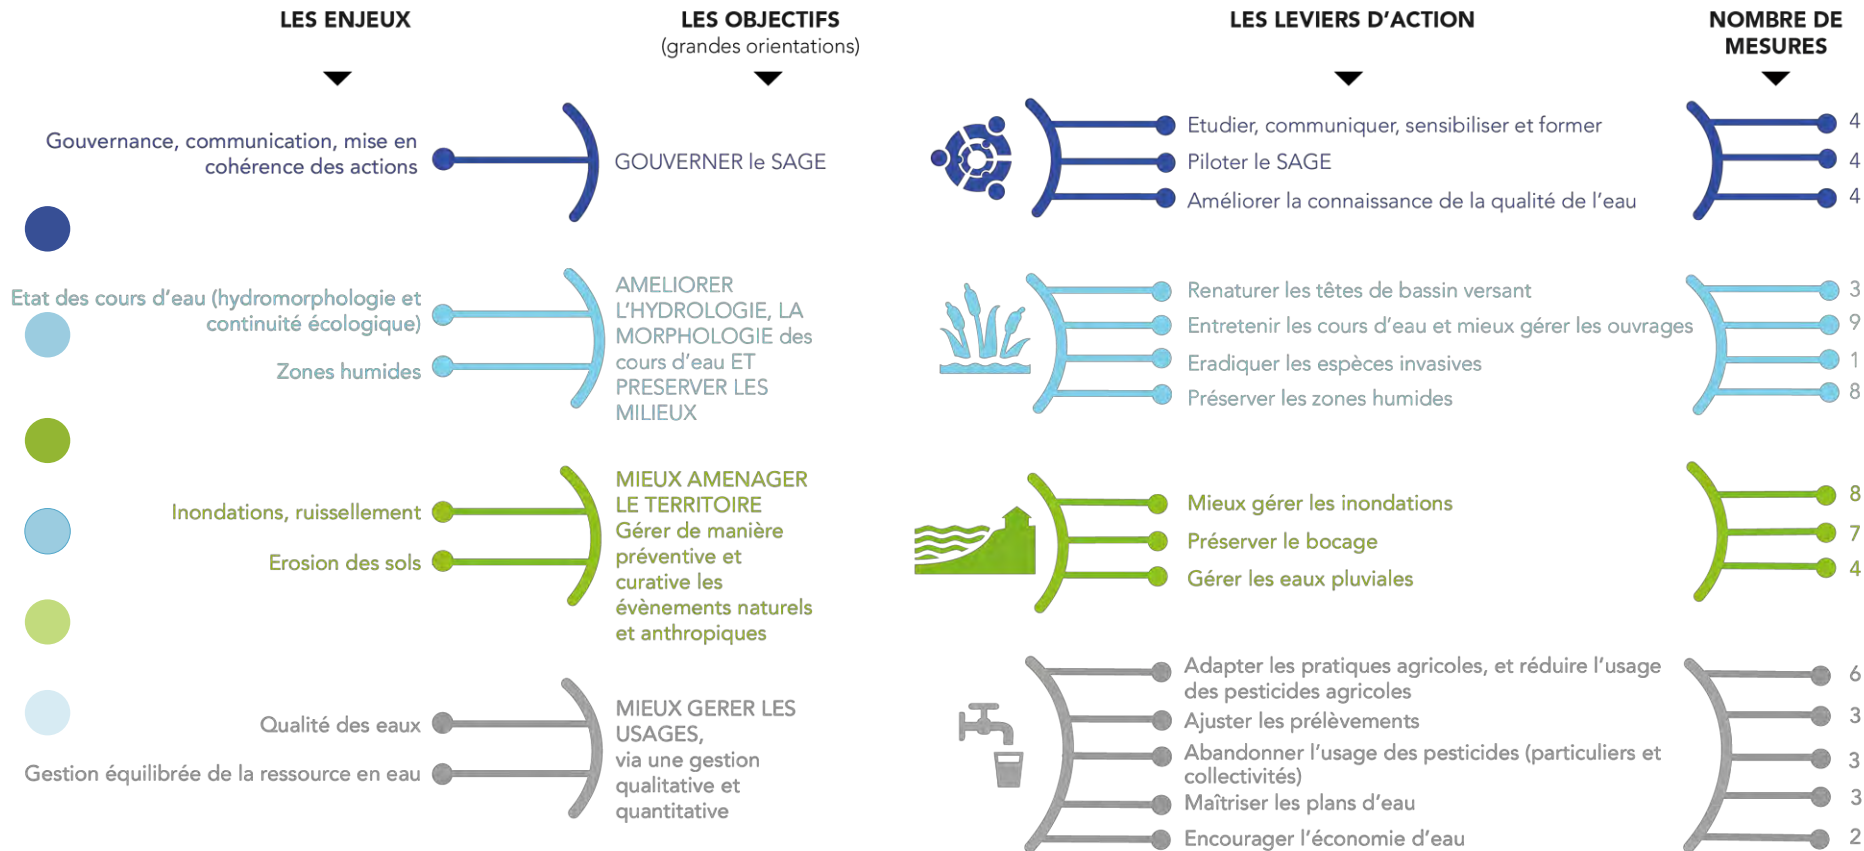 LES ENJEUX
LES OBJECTIFS
(grandes orientations)
LES LEVIERS D'ACTION
NOMBRE DE
MESURES
Gouvernance, communication, mise en
cohérence des actions
GOUVERNER le SAGE
Etudier, communiquer, sensibiliser et former
4
Piloter le SAGE
4
Améliorer la connaissance de la qualité de l'eau
4
Etat des cours d'eau (hydromorphologie et
continuité écologique)
Zones humides
AMELIORER
L'HYDROLOGIE, LA
MORPHOLOGIE des
cours d'eau ET
PRESERVER LES
MILIEUX
Renaturer les têtes de bassin versant
3
Entretenir les cours d'eau et mieux gérer les ouvrages
9
Eradiquer les espèces invasives
1
Préserver les zones humides
8
Inondations, ruissellement
Erosion des sols
MIEUX AMENAGER
LE TERRITOIRE
Gérer de manière
préventive et
curative les
évènements naturels
et anthropiques
Mieux gérer les inondations
8
Préserver le bocage
7
Gérer les eaux pluviales
4
Qualité des eaux
Gestion équilibrée de la ressource en eau
MIEUX GERER LES
USAGES,
via une gestion
qualitative et
quantitative
Adapter les pratiques agricoles, et réduire l'usage
des pesticides agricoles
6
Ajuster les prélèvements
3
Abandonner l'usage des pesticides (particuliers et
collectivités)
3
Maîtriser les plans d'eau
3
Encourager l'économie d'eau
2